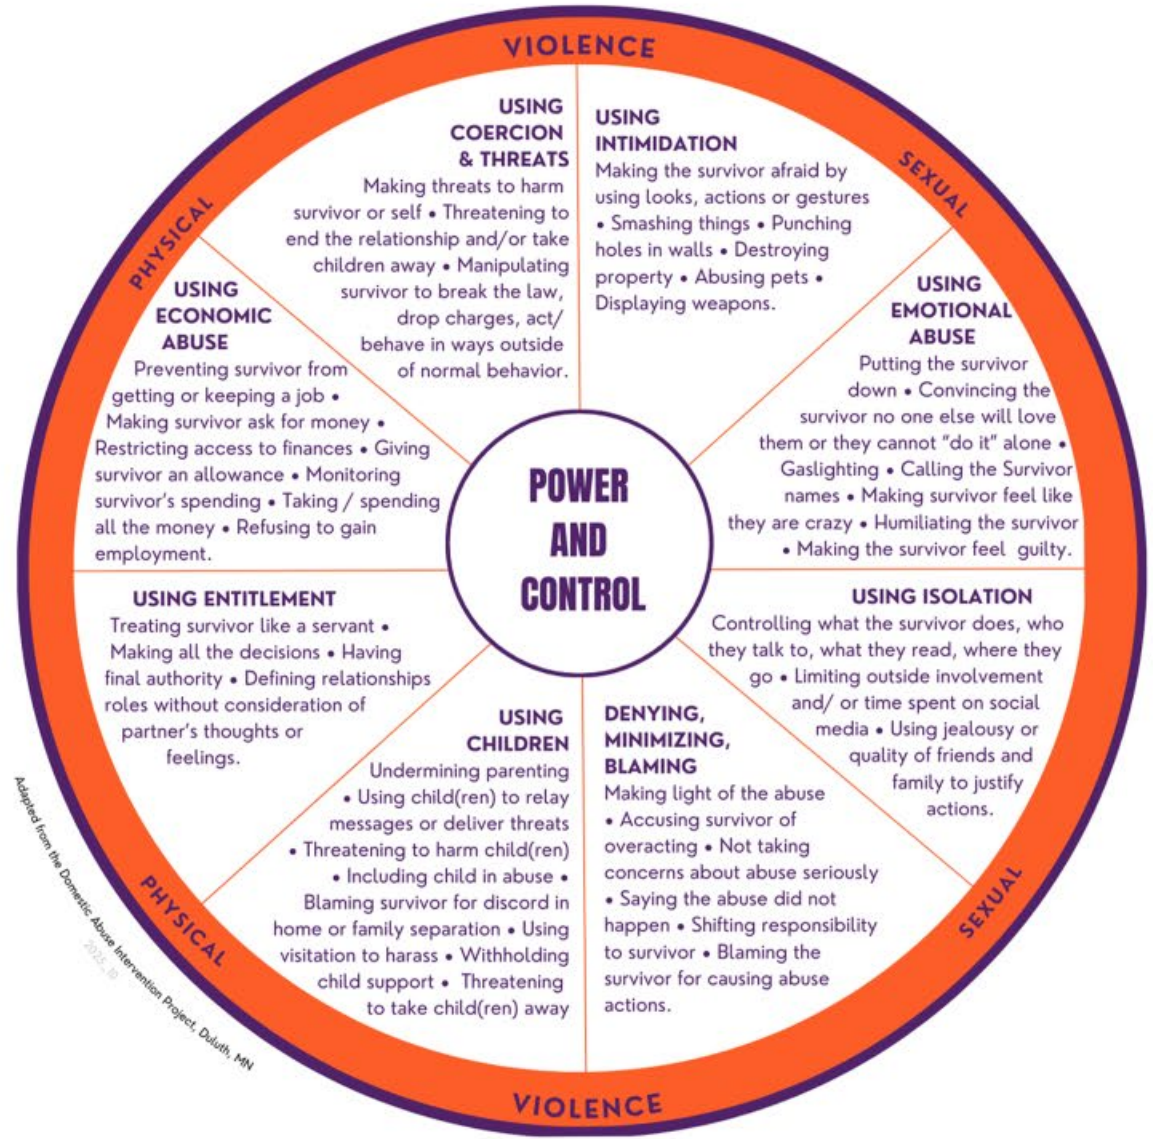 VIOLENCE
SEXUAL
PHYSICAL
USING
COERCION
& THREATS
Making threats to harm
survivor or self • Threatening to
end the relationship and/or take
children away • Manipulating
survivor to break the law,
drop charges, act/
behave in ways outside
of normal behavior.
USING
INTIMIDATION
Making the survivor afraid by
using looks, actions or gestures
• Smashing things • Punching
holes in walls • Destroying
property • Abusing pets •
Displaying weapons.
USING
EMOTIONAL
ABUSE
Putting the survivor
down • Convincing the
survivor no one else will love
them or they cannot “do it” alone •
Gaslighting • Calling the Survivor
names • Making survivor feel like
they are crazy • Humiliating the survivor
• Making the survivor feel guilty.
USING
ECONOMIC
ABUSE
Preventing survivor from
getting or keeping a job •
Making survivor ask for money •
Restricting access to finances • Giving
survivor an allowance • Monitoring
survivor's spending • Taking / spending
all the money • Refusing to gain
employment.
POWER
AND
CONTROL
USING ENTITLEMENT
Treating survivor like a servant •
Making all the decisions • Having
final authority • Defining relationships
roles without consideration of
partner's thoughts or
feelings.
USING ISOLATION
Controlling what the survivor does, who
they talk to, what they read, where they
go • Limiting outside involvement
and/ or time spent on social
media • Using jealousy or
quality of friends and
family to justify
actions.
USING
CHILDREN
Undermining parenting
• Using child(ren) to relay
messages or deliver threats
• Threatening to harm child(ren)
• Including child in abuse •
Blaming survivor for discord in
home or family separation • Using
visitation to harass • Withholding
child support • Threatening
to take child(ren) away
DENYING,
MINIMIZING,
BLAMING
Making light of the abuse
• Accusing survivor of
overacting • Not taking
concerns about abuse seriously
• Saying the abuse did not
happen • Shifting responsibility
to survivor • Blaming the
survivor for causing abuse
actions.
PHYSICAL
SEXUAL
VIOLENCE
Adapted from the Domestic Abuse Intervention Project, Duluth, MN